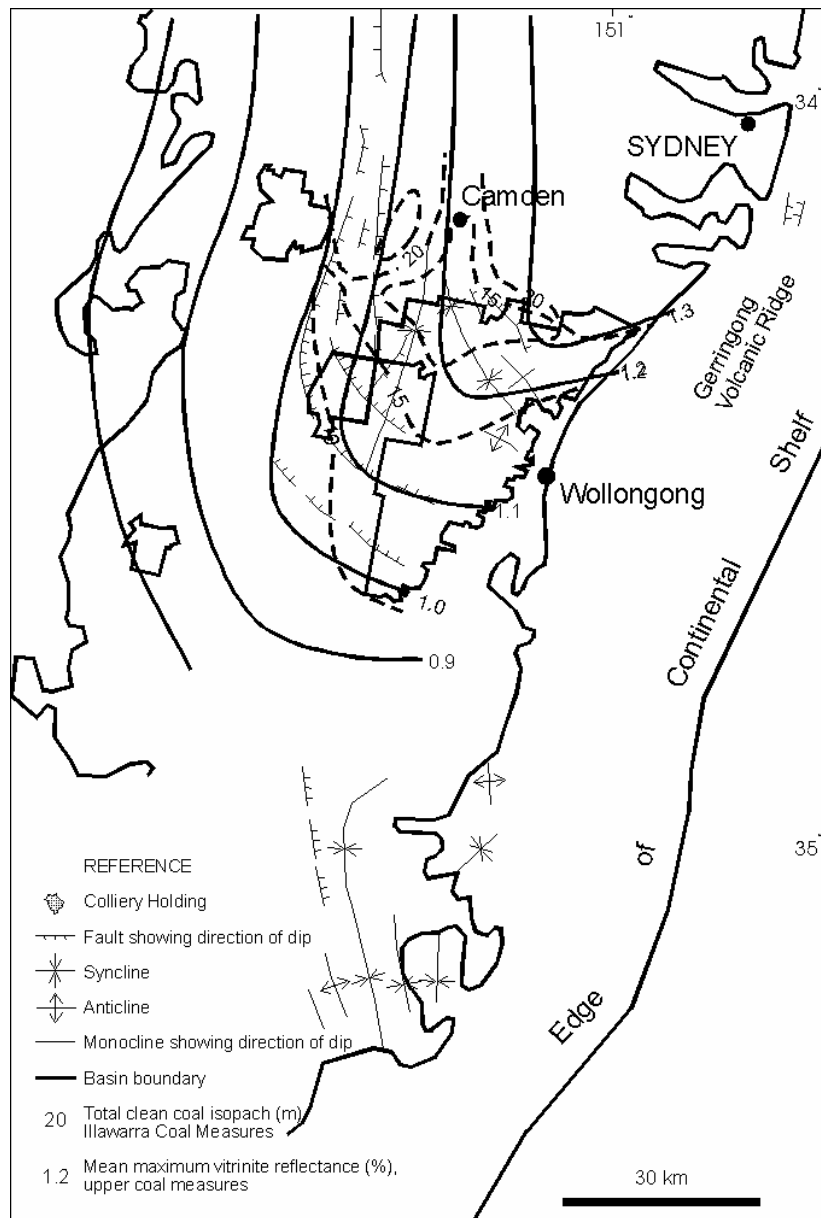 151
34
SYDNEY
Camden
20
15
20
1.3
Gerringong
Volcanic Ridge
1.2
15
Shelf
Wollongong
1.1
Continental
1.0
0.9
of
35
Edge
REFERENCE
Colliery Holding
Fault showing direction of dip
Syncline
Anticline
Monocline showing direction of dip
Basin boundary
20 Total clean coal isopach (m)
Illawarra Coal Measures
1.2 Mean maximum vitrinite reflectance (%),
upper coal measures
30 km